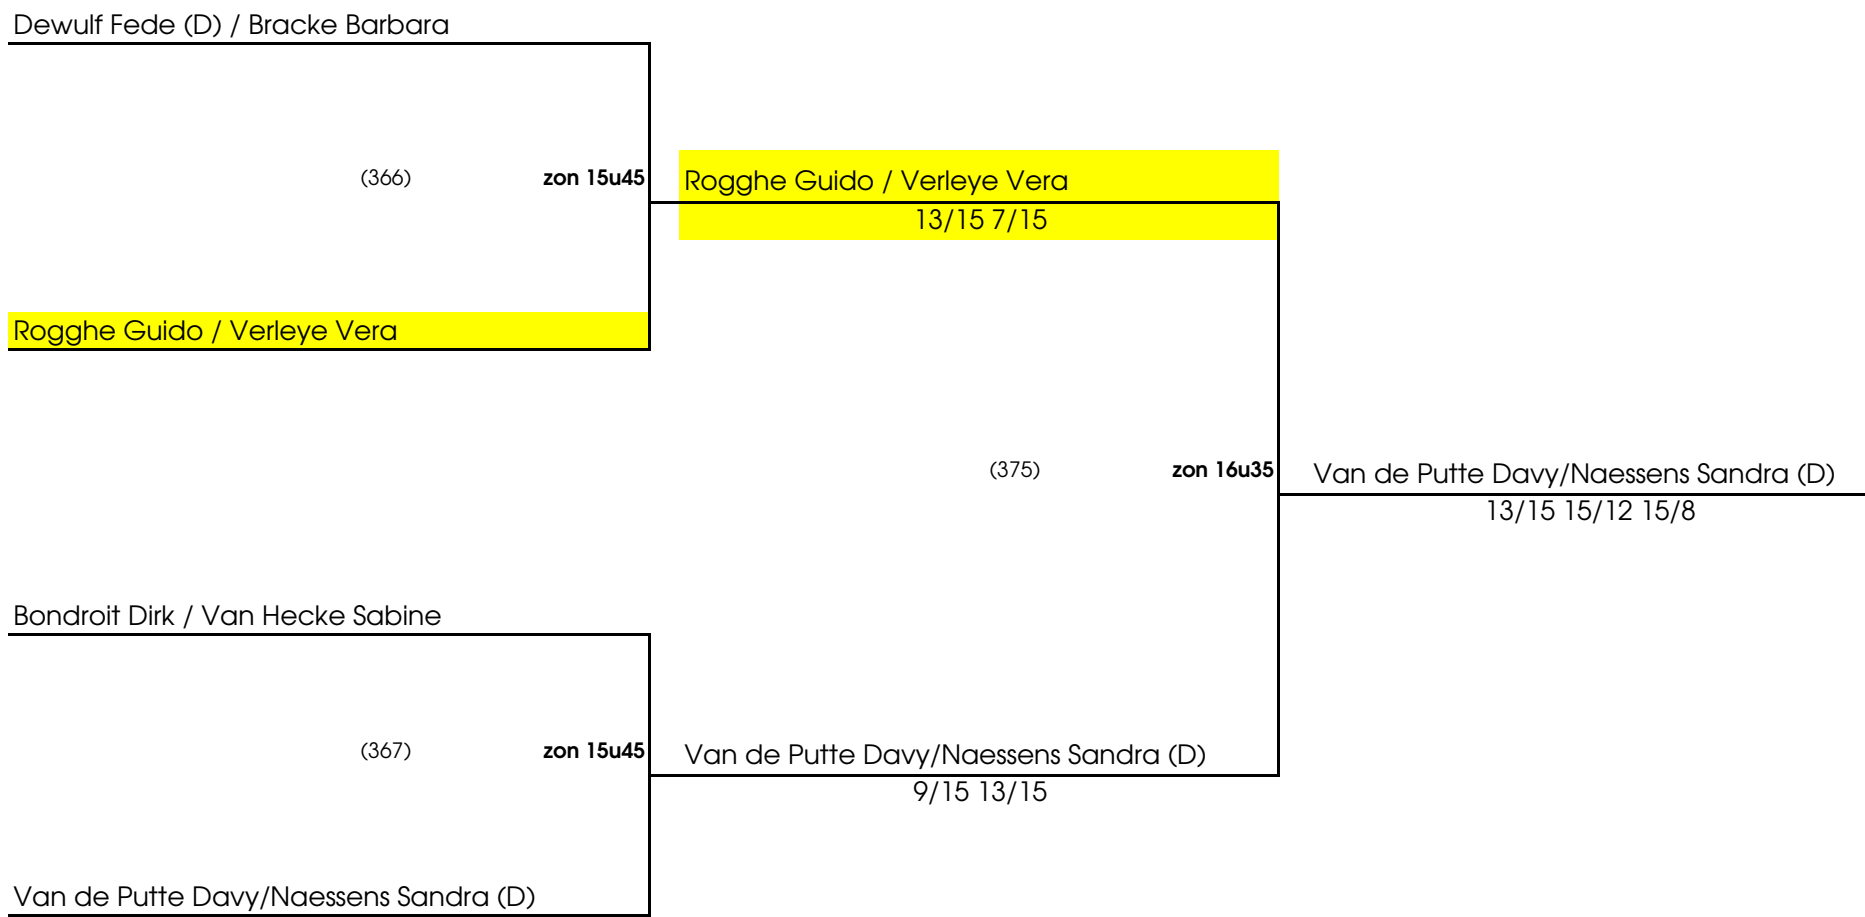 Dewulf Fede (D) / Bracke Barbara
(366) zon 15u45
Rogghe Guido / Verleye Vera
13/15 7/15
Rogghe Guido / Verleye Vera
(375) zon 16u35
Van de Putte Davy/Naessens Sandra (D)
13/15 15/12 15/8
Bondroit Dirk / Van Hecke Sabine
(367) zon 15u45
Van de Putte Davy/Naessens Sandra (D)
9/15 13/15
Van de Putte Davy/Naessens Sandra (D)